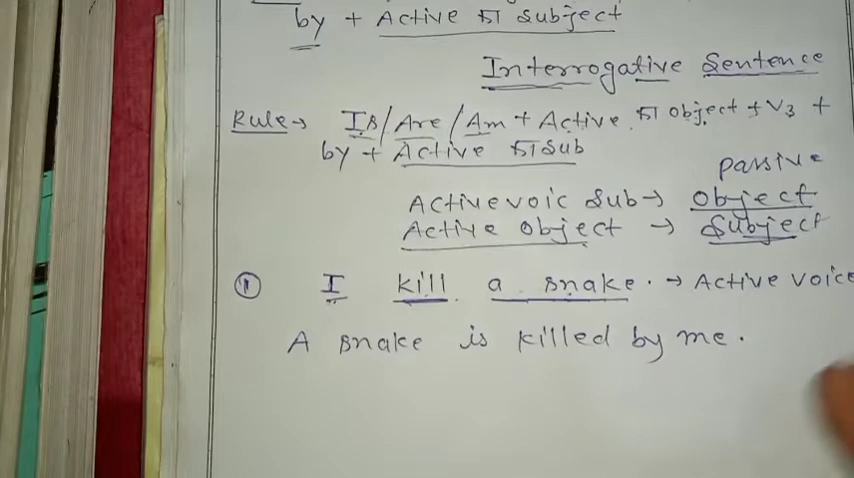 by + Active का Subject
Interrogative Sentence
Rule→ Is/Are/Am + Active का object + V3 +
by + Active का Sub
passive
Active voic Sub → object
Active object → Subject
① I kill a snake. → Active voice
A snake is killed by me.